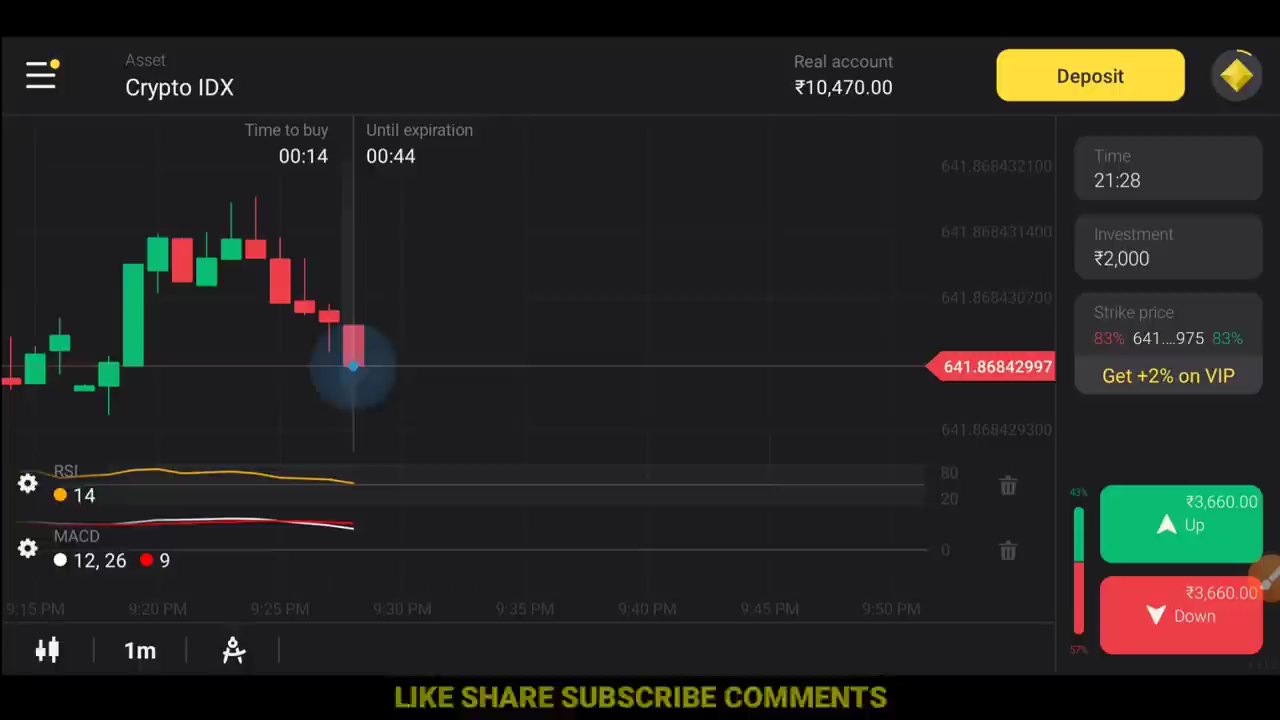 Asset
Crypto IDX
Real account
₹10,470.00
Deposit
Time to buy
00:14
Until expiration
00:44
641.868432100
641.868431400
641.868430700
641.86842997
641.868429300
Time
21:28
Investment
₹2,000
Strike price
83% 641....975 83%
Get +2% on VIP
RSI
14
80
20
MACD
12, 26 9
0
43%
₹3,660.00
Up
₹3,660.00
Down
57%
9:15 PM 9:20 PM 9:25 PM 9:30 PM 9:35 PM 9:40 PM 9:45 PM 9:50 PM
1m
LIKE SHARE SUBSCRIBE COMMENTS